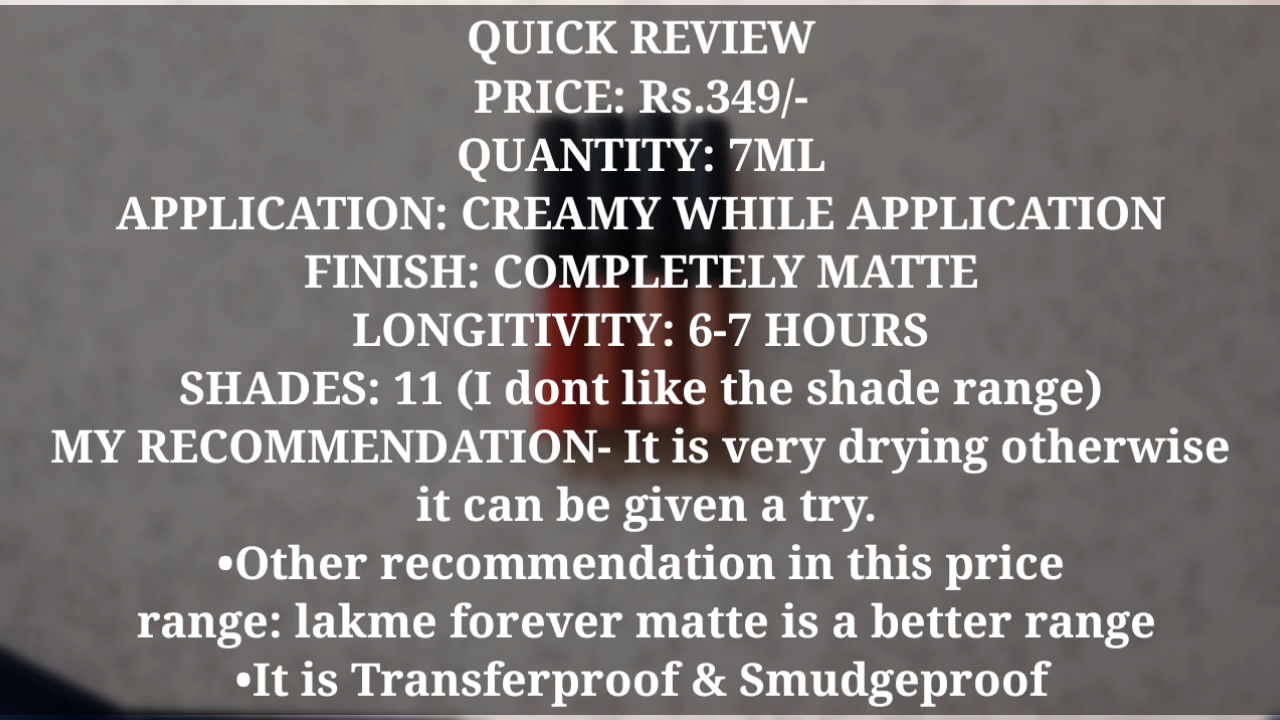 QUICK REVIEW
PRICE: Rs.349/-
QUANTITY: 7ML
APPLICATION: CREAMY WHILE APPLICATION
FINISH: COMPLETELY MATTE
LONGITIVITY: 6-7 HOURS
SHADES: 11 (I dont like the shade range)
MY RECOMMENDATION- It is very drying otherwise
it can be given a try.
•Other recommendation in this price
range: lakme forever matte is a better range
•It is Transferproof & Smudgeproof